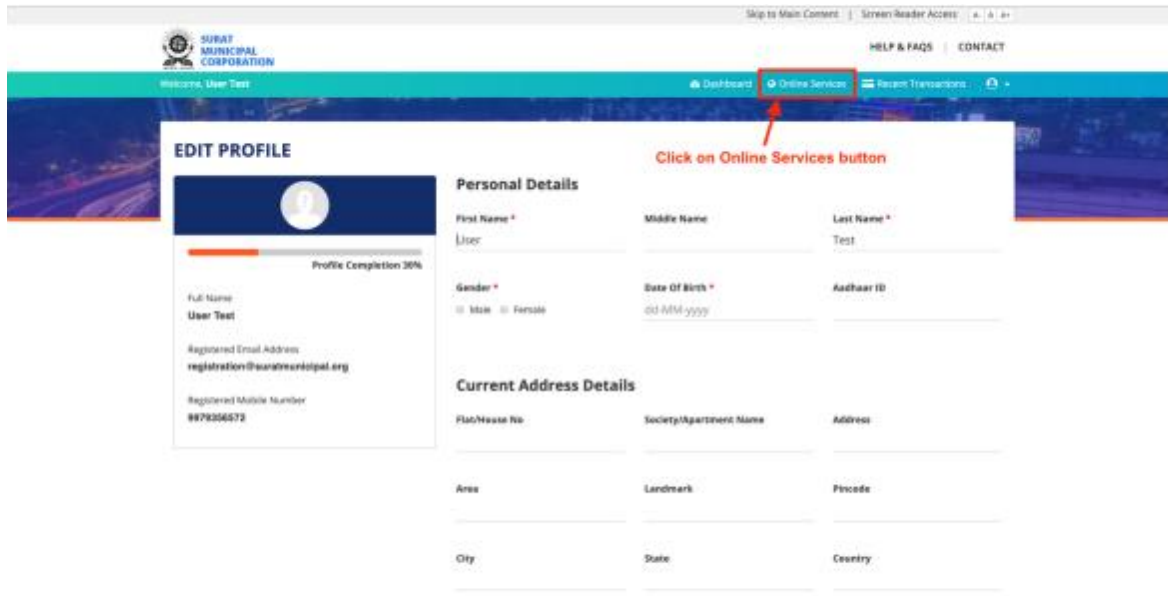 Skip to Main Content | Screen Reader Access A- A A+
SURAT
MUNICIPAL
CORPORATION
HELP & FAQS | CONTACT
Welcome, User Test
Dashboard Online Services Recent Transactions
Click on Online Services button
EDIT PROFILE
Profile Completion 30%
Full Name
User Test
Registered Email Address
registration@suratmunicipal.org
Registered Mobile Number
Personal Details
First Name * Middle Name Last Name *
User Test
Gender * Date Of Birth * Aadhaar ID
Male Female dd-MM-yyyy
Current Address Details
Flat/House No Society/Apartment Name Address
Area Landmark Pincode
City State Country